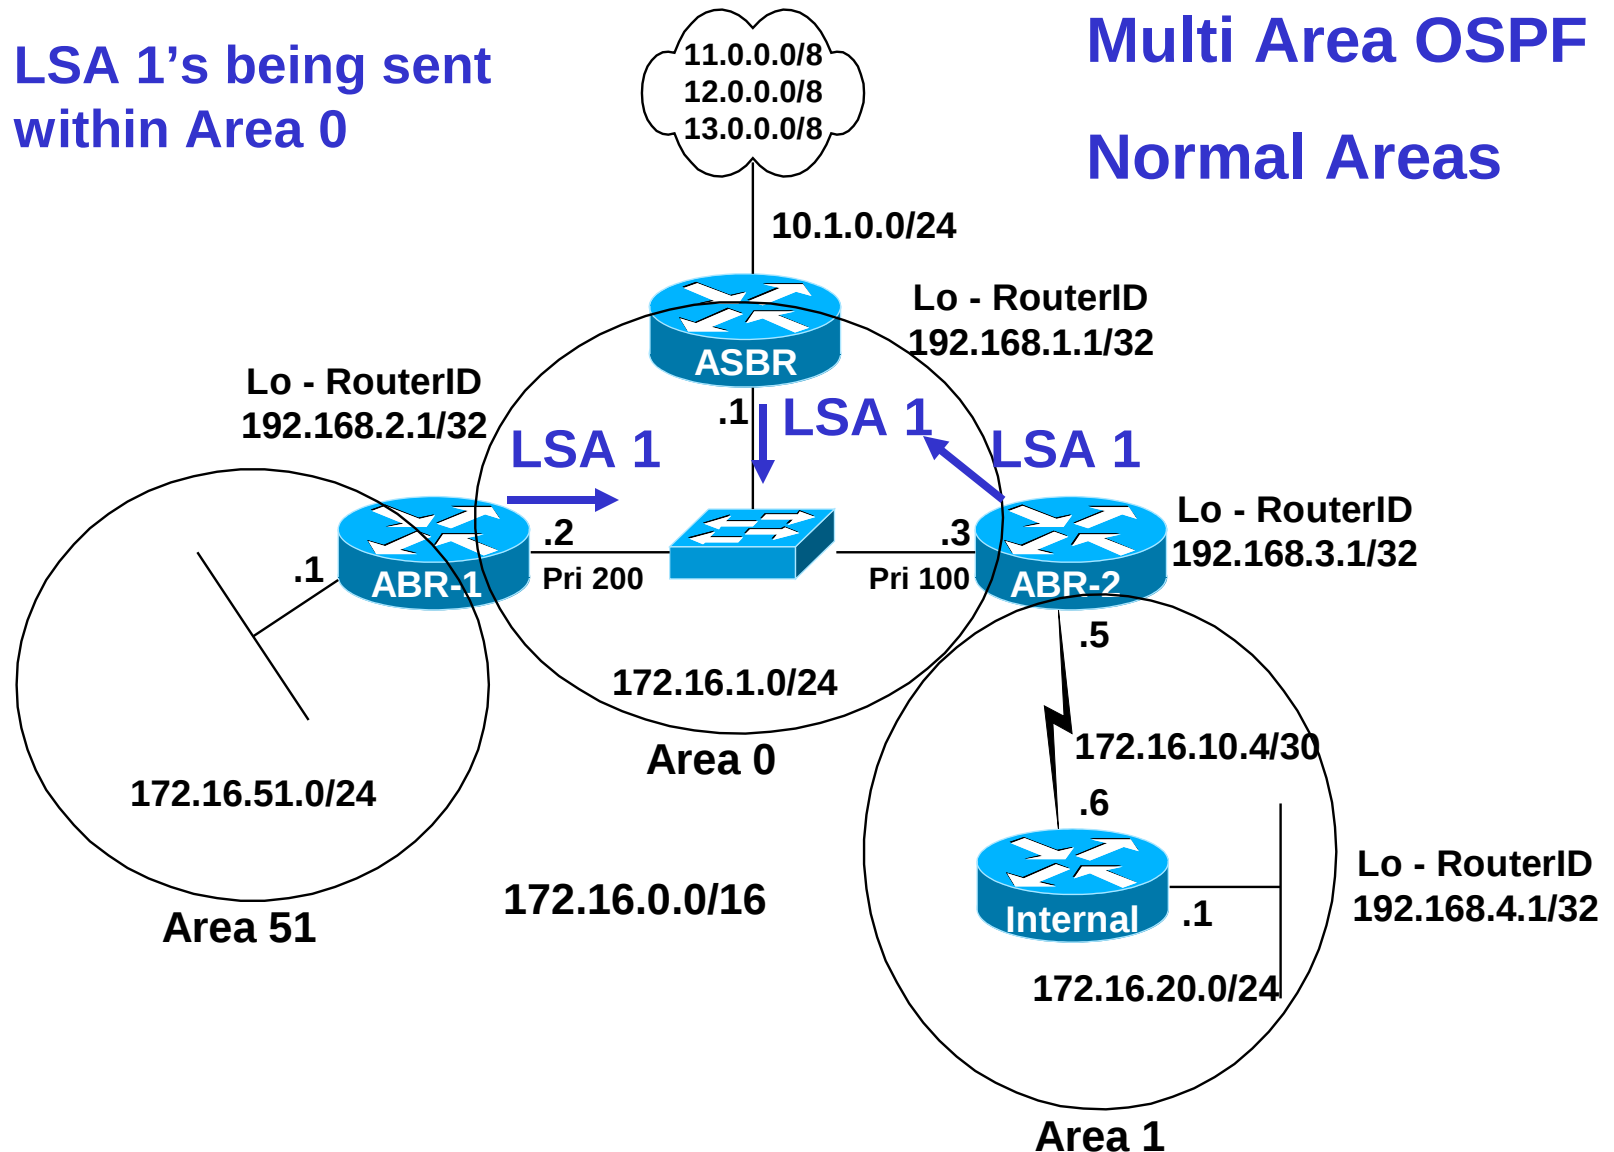 LSA 1’s being sent
within Area 0
11.0.0.0/8
12.0.0.0/8
13.0.0.0/8
Multi Area OSPF
Normal Areas
10.1.0.0/24
Lo - RouterID
192.168.1.1/32
ASBR
Lo - RouterID
192.168.2.1/32
.1
LSA 1
LSA 1
LSA 1
Lo - RouterID
192.168.3.1/32
.1
ABR-1
.2
Pri 200
.3
Pri 100
ABR-2
.5
172.16.1.0/24
Area 0
172.16.10.4/30
172.16.51.0/24
.6
Lo - RouterID
192.168.4.1/32
172.16.0.0/16
Internal
.1
Area 51
172.16.20.0/24
Area 1